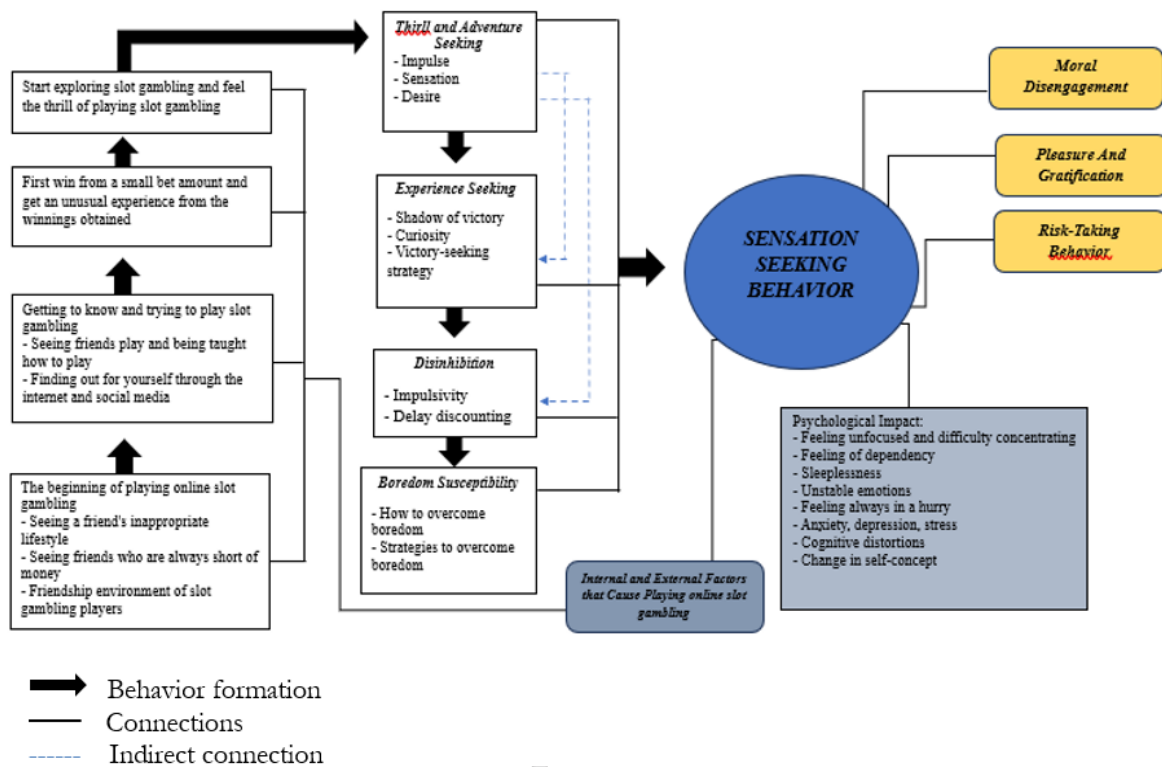 Start exploring slot gambling and feel
the thrill of playing slot gambling
First win from a small bet amount and
get an unusual experience from the
winnings obtained
Getting to know and trying to play slot
gambling
- Seeing friends play and being taught
how to play
- Finding out for yourself through the
internet and social media
The beginning of playing online slot
gambling
- Seeing a friend's inappropriate
lifestyle
- Seeing friends who are always short of
money
- Friendship environment of slot
gambling players
Thirll and Adventure
Seeking
- Impulse
- Sensation
- Desire
Experience Seeking
- Shadow of victory
- Curiosity
- Victory-seeking
strategy
Disinhibition
- Impulsivity
- Delay discounting
Boredom Susceptibility
- How to overcome
boredom
- Strategies to overcome
boredom
SENSATION
SEEKING
BEHAVIOR
Moral
Disengagement
Pleasure And
Gratification
Risk-Taking
Behavior.
Internal and External Factors
that Cause Playing online slot
gambling
Psychological Impact:
- Feeling unfocused and difficulty concentrating
- Feeling of dependency
- Sleeplessness
- Unstable emotions
- Feeling always in a hurry
- Anxiety, depression, stress
- Cognitive distortions
- Change in self-concept
Behavior formation
Connections
Indirect connection